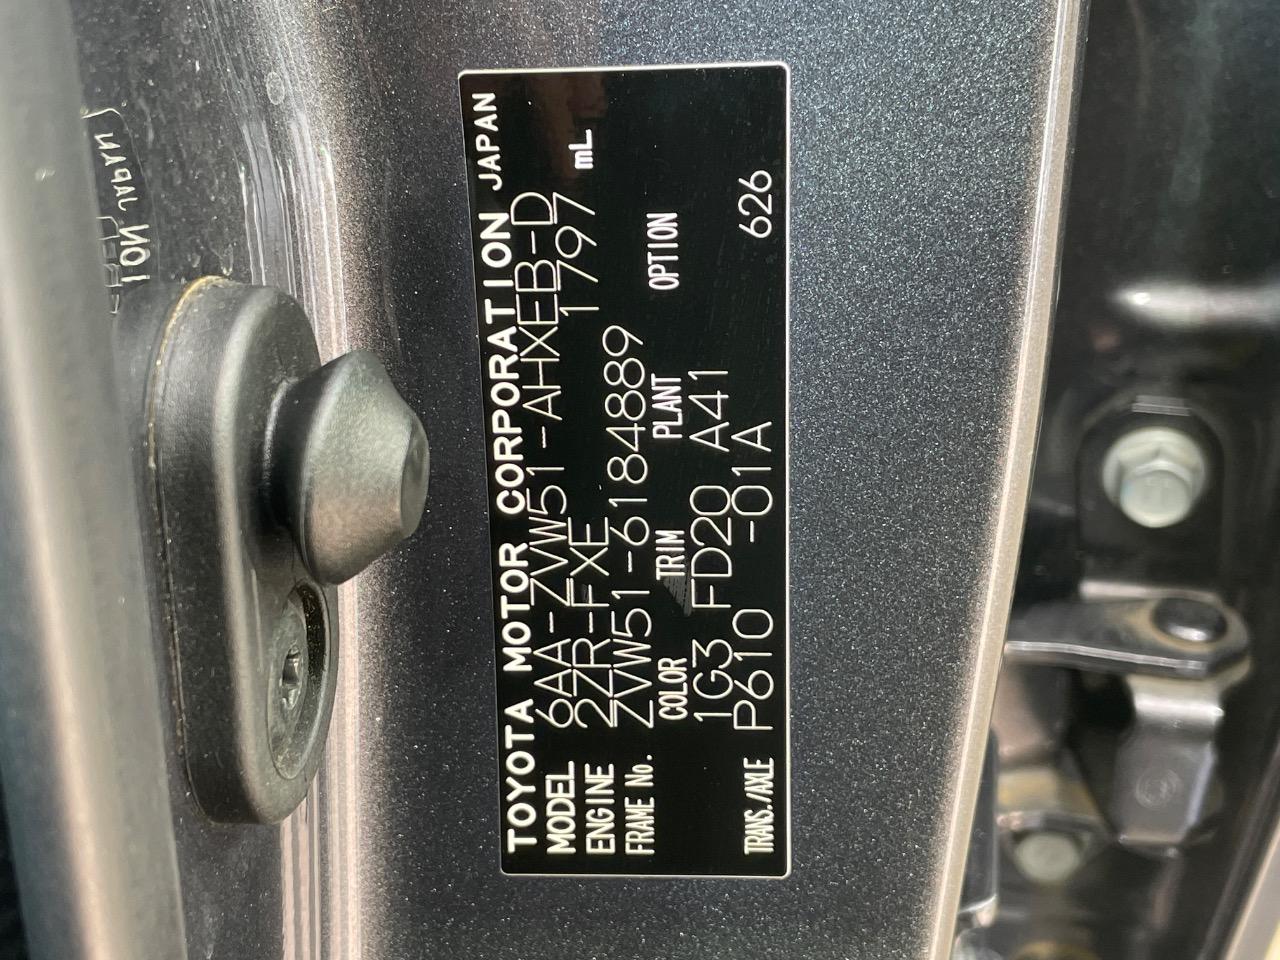 TOYOTA MOTOR CORPORATION JAPAN
MODEL 6AA-ZVW51-AHXEB-D
ENGINE 2ZR-FXE 1797 mL
FRAME No. ZVW51-6184889
COLOR TRIM PLANT OPTION
1G3 FD20 A41
TRANS./AXLE P610 -01A 626